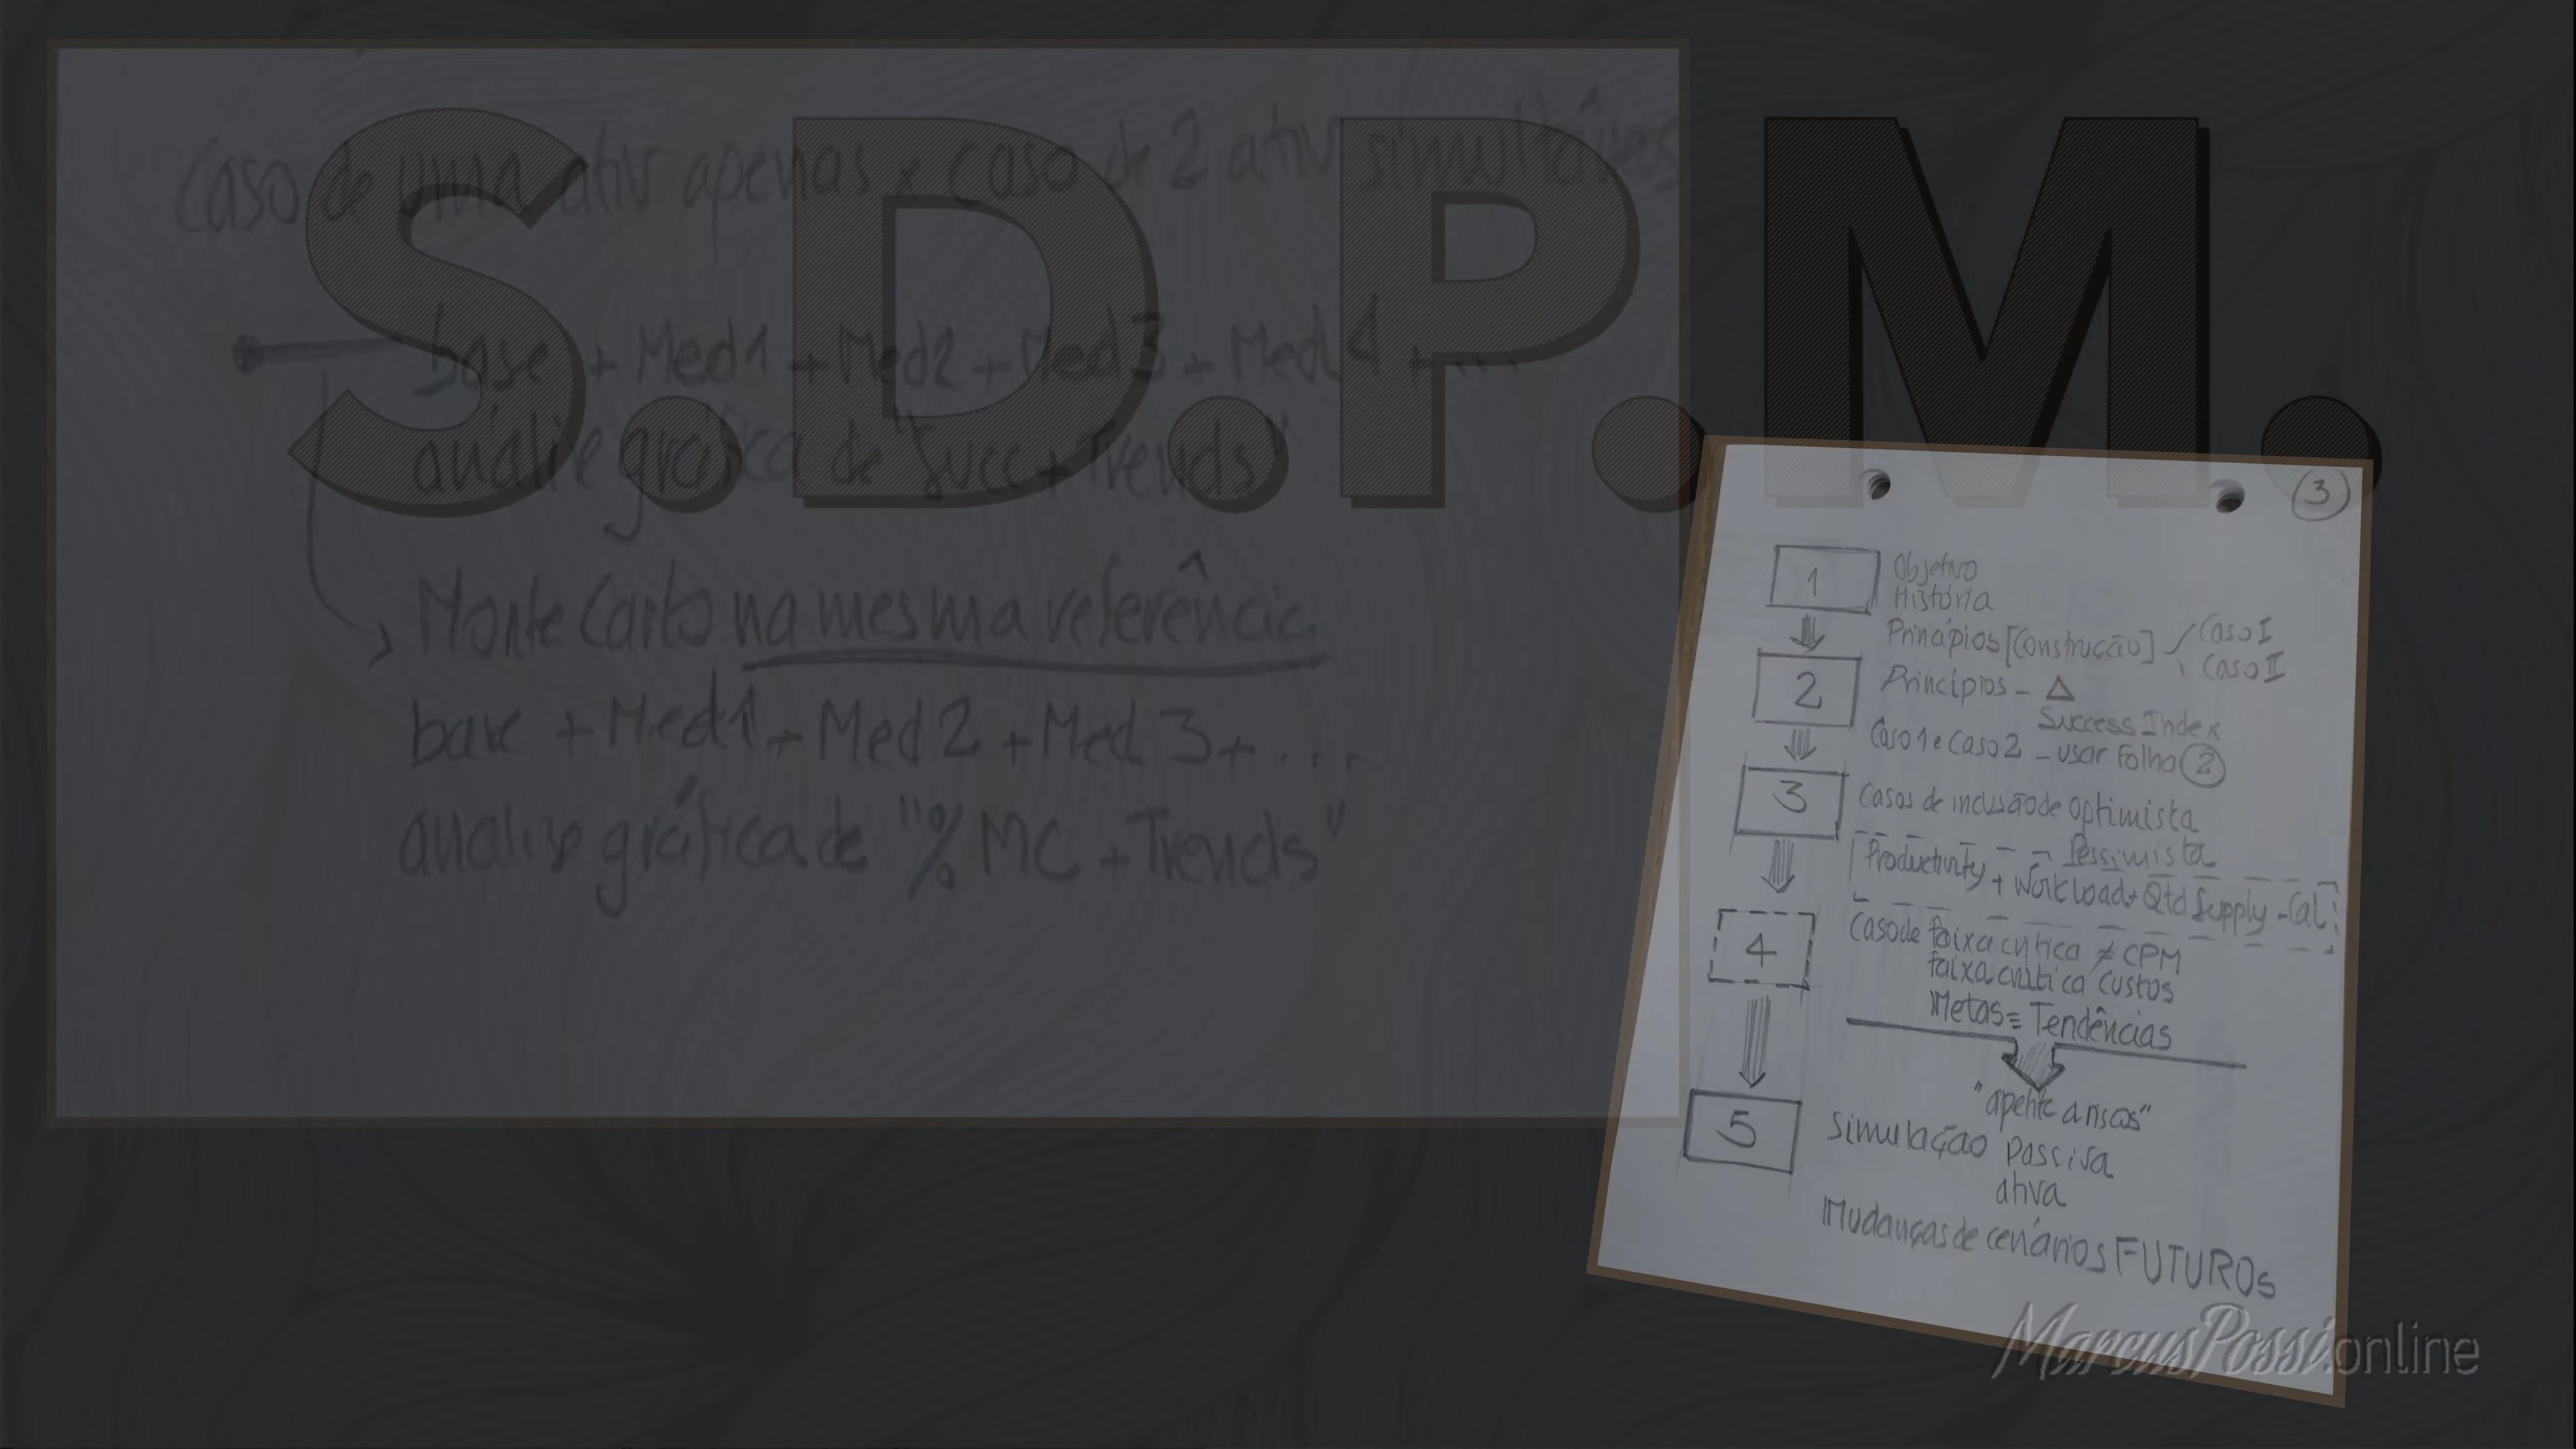 S.D.P.M.
Caso de uma ativ apenas x caso de 2 ativ simultâneas
base + Med1 + Med2 + Med3 + Med4 + ....
análise gráfica de "Succ + Trends"
Monte Carlo na mesma referência
base + Med1 + Med2 + Med 3 + ...
analise gráfica de "% MC + Trends"
3
1 Objetivo
História
Princípios [Construção] Caso I
Caso II
2 Princípios - Δ
Success Index
Caso 1 e Caso 2 - usar Folha 2
3 Casos de inclusão de optimista
Pessimista
Productivity + Workload + Qtd Supply - Cal
4 Caso de faixa crítica ≠ CPM
faixa crítica custos
Metas ≡ Tendências
"apetite a riscos"
5 Simulação passiva
ativa
Mudanças de cenários FUTUROS
MarcusPossi.online